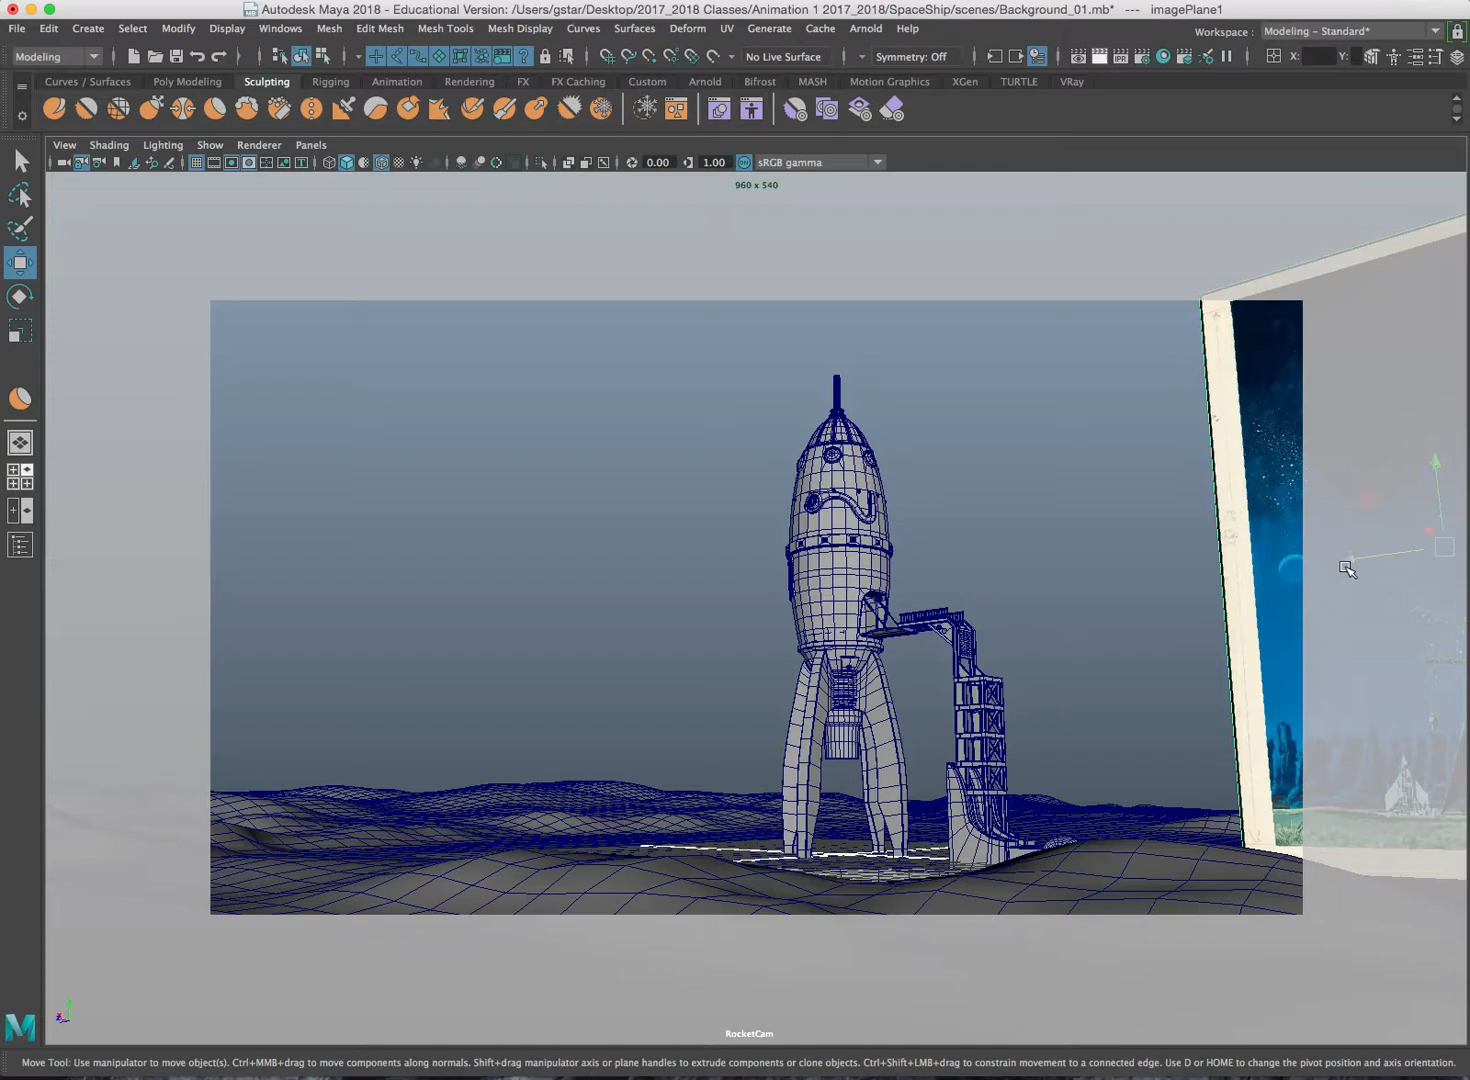 Autodesk Maya 2018 - Educational Version: /Users/gstar/Desktop/2017_2018 Classes/Animation 1 2017_2018/SpaceShip/scenes/Background_01.mb* --- imagePlane1
File Edit Create Select Modify Display Windows Mesh Edit Mesh Mesh Tools Mesh Display Curves Surfaces Deform UV Generate Cache Arnold Help Workspace : Modeling - Standard*
Modeling No Live Surface Symmetry: Off IPR X: Y:
Curves / Surfaces Poly Modeling Sculpting Rigging Animation Rendering FX FX Caching Custom Arnold Bifrost MASH Motion Graphics XGen TURTLE VRay
View Shading Lighting Show Renderer Panels
0.00 1.00 sRGB gamma
960 x 540
RocketCam
Move Tool: Use manipulator to move object(s). Ctrl+MMB+drag to move components along normals. Shift+drag manipulator axis or plane handles to extrude components or clone objects. Ctrl+Shift+LMB+drag to constrain movement to a connected edge. Use D or HOME to change the pivot position and axis orientation.